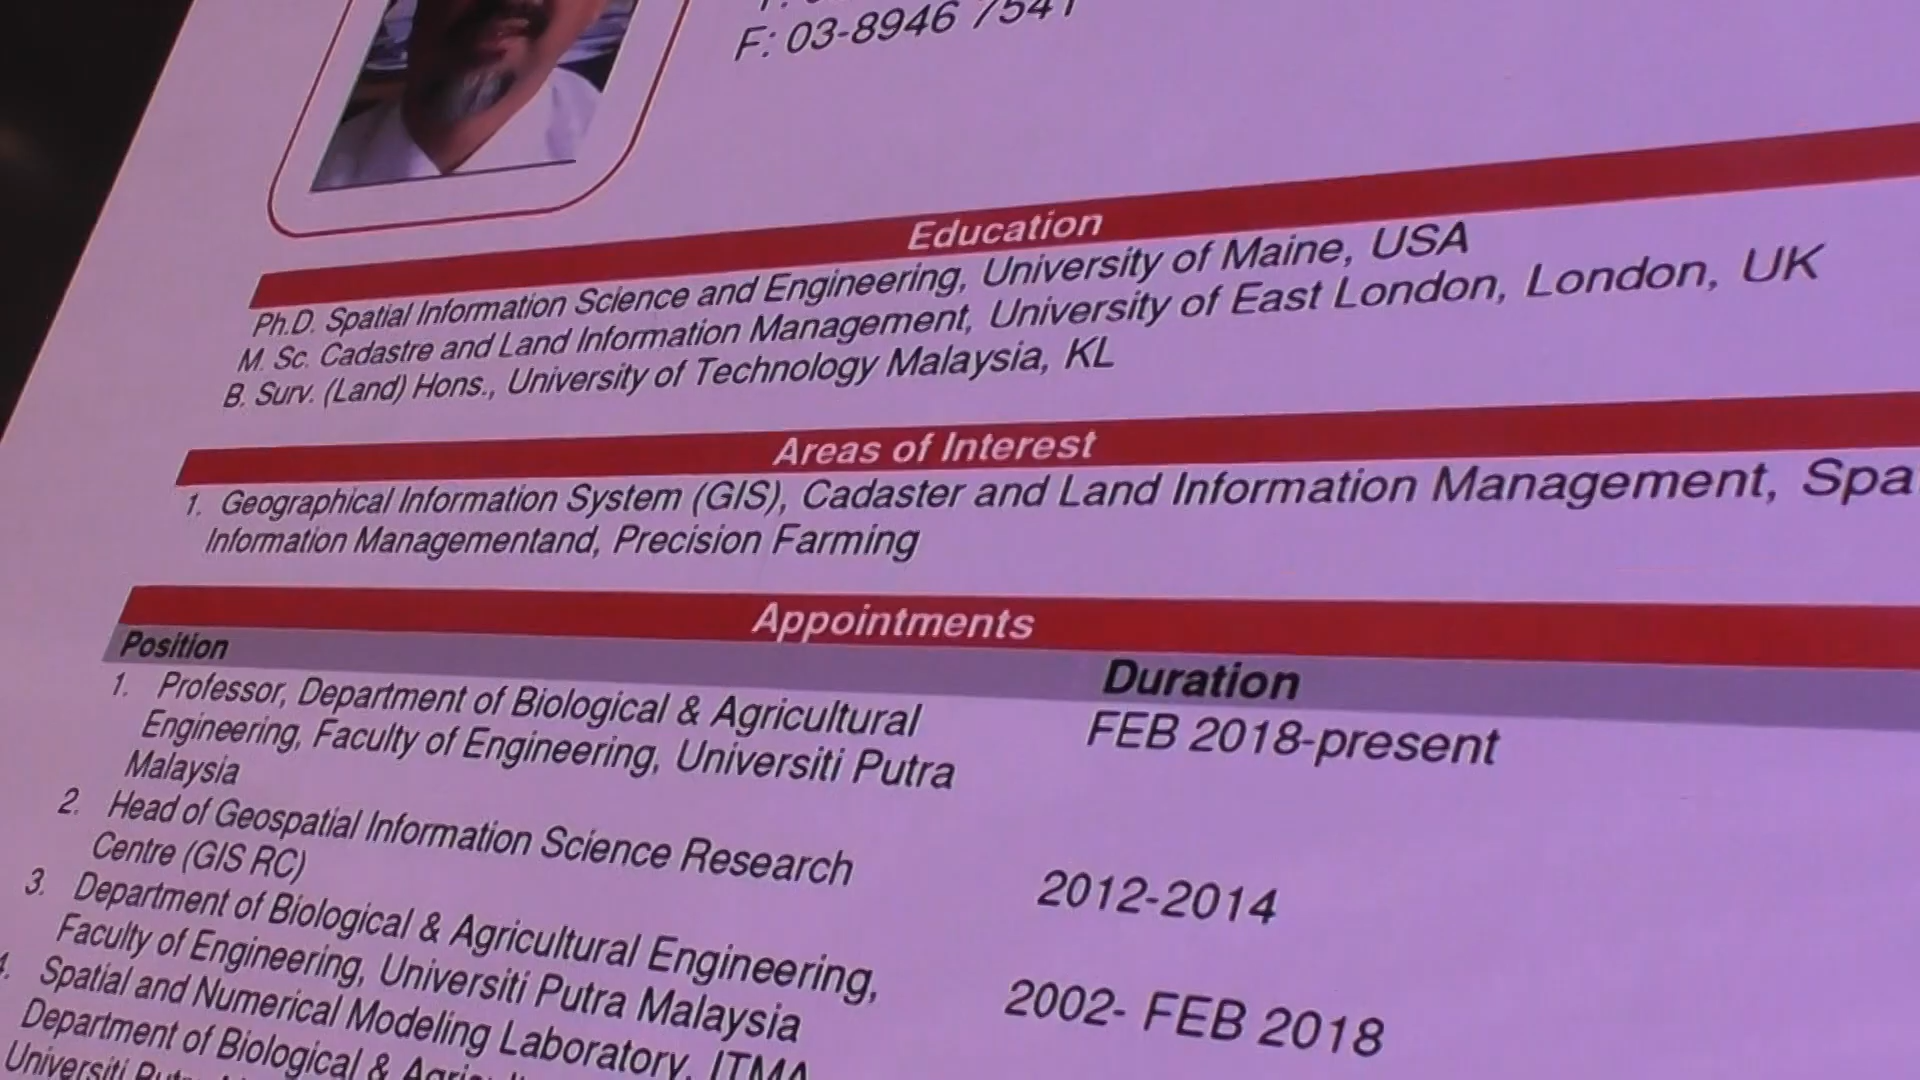 F: 03-8946 7541
Education
Ph.D. Spatial Information Science and Engineering, University of Maine, USA
M. Sc. Cadastre and Land Information Management, University of East London, London, UK
B. Surv. (Land) Hons., University of Technology Malaysia, KL
Areas of Interest
1. Geographical Information System (GIS), Cadaster and Land Information Management, Spa
Information Managementand, Precision Farming
Appointments
Position Duration
1. Professor, Department of Biological & Agricultural FEB 2018-present
Engineering, Faculty of Engineering, Universiti Putra
Malaysia
2. Head of Geospatial Information Science Research 2012-2014
Centre (GIS RC)
3. Department of Biological & Agricultural Engineering, 2002- FEB 2018
Faculty of Engineering, Universiti Putra Malaysia
4. Spatial and Numerical Modeling Laboratory, ITMA
Department of Biological &
Universiti